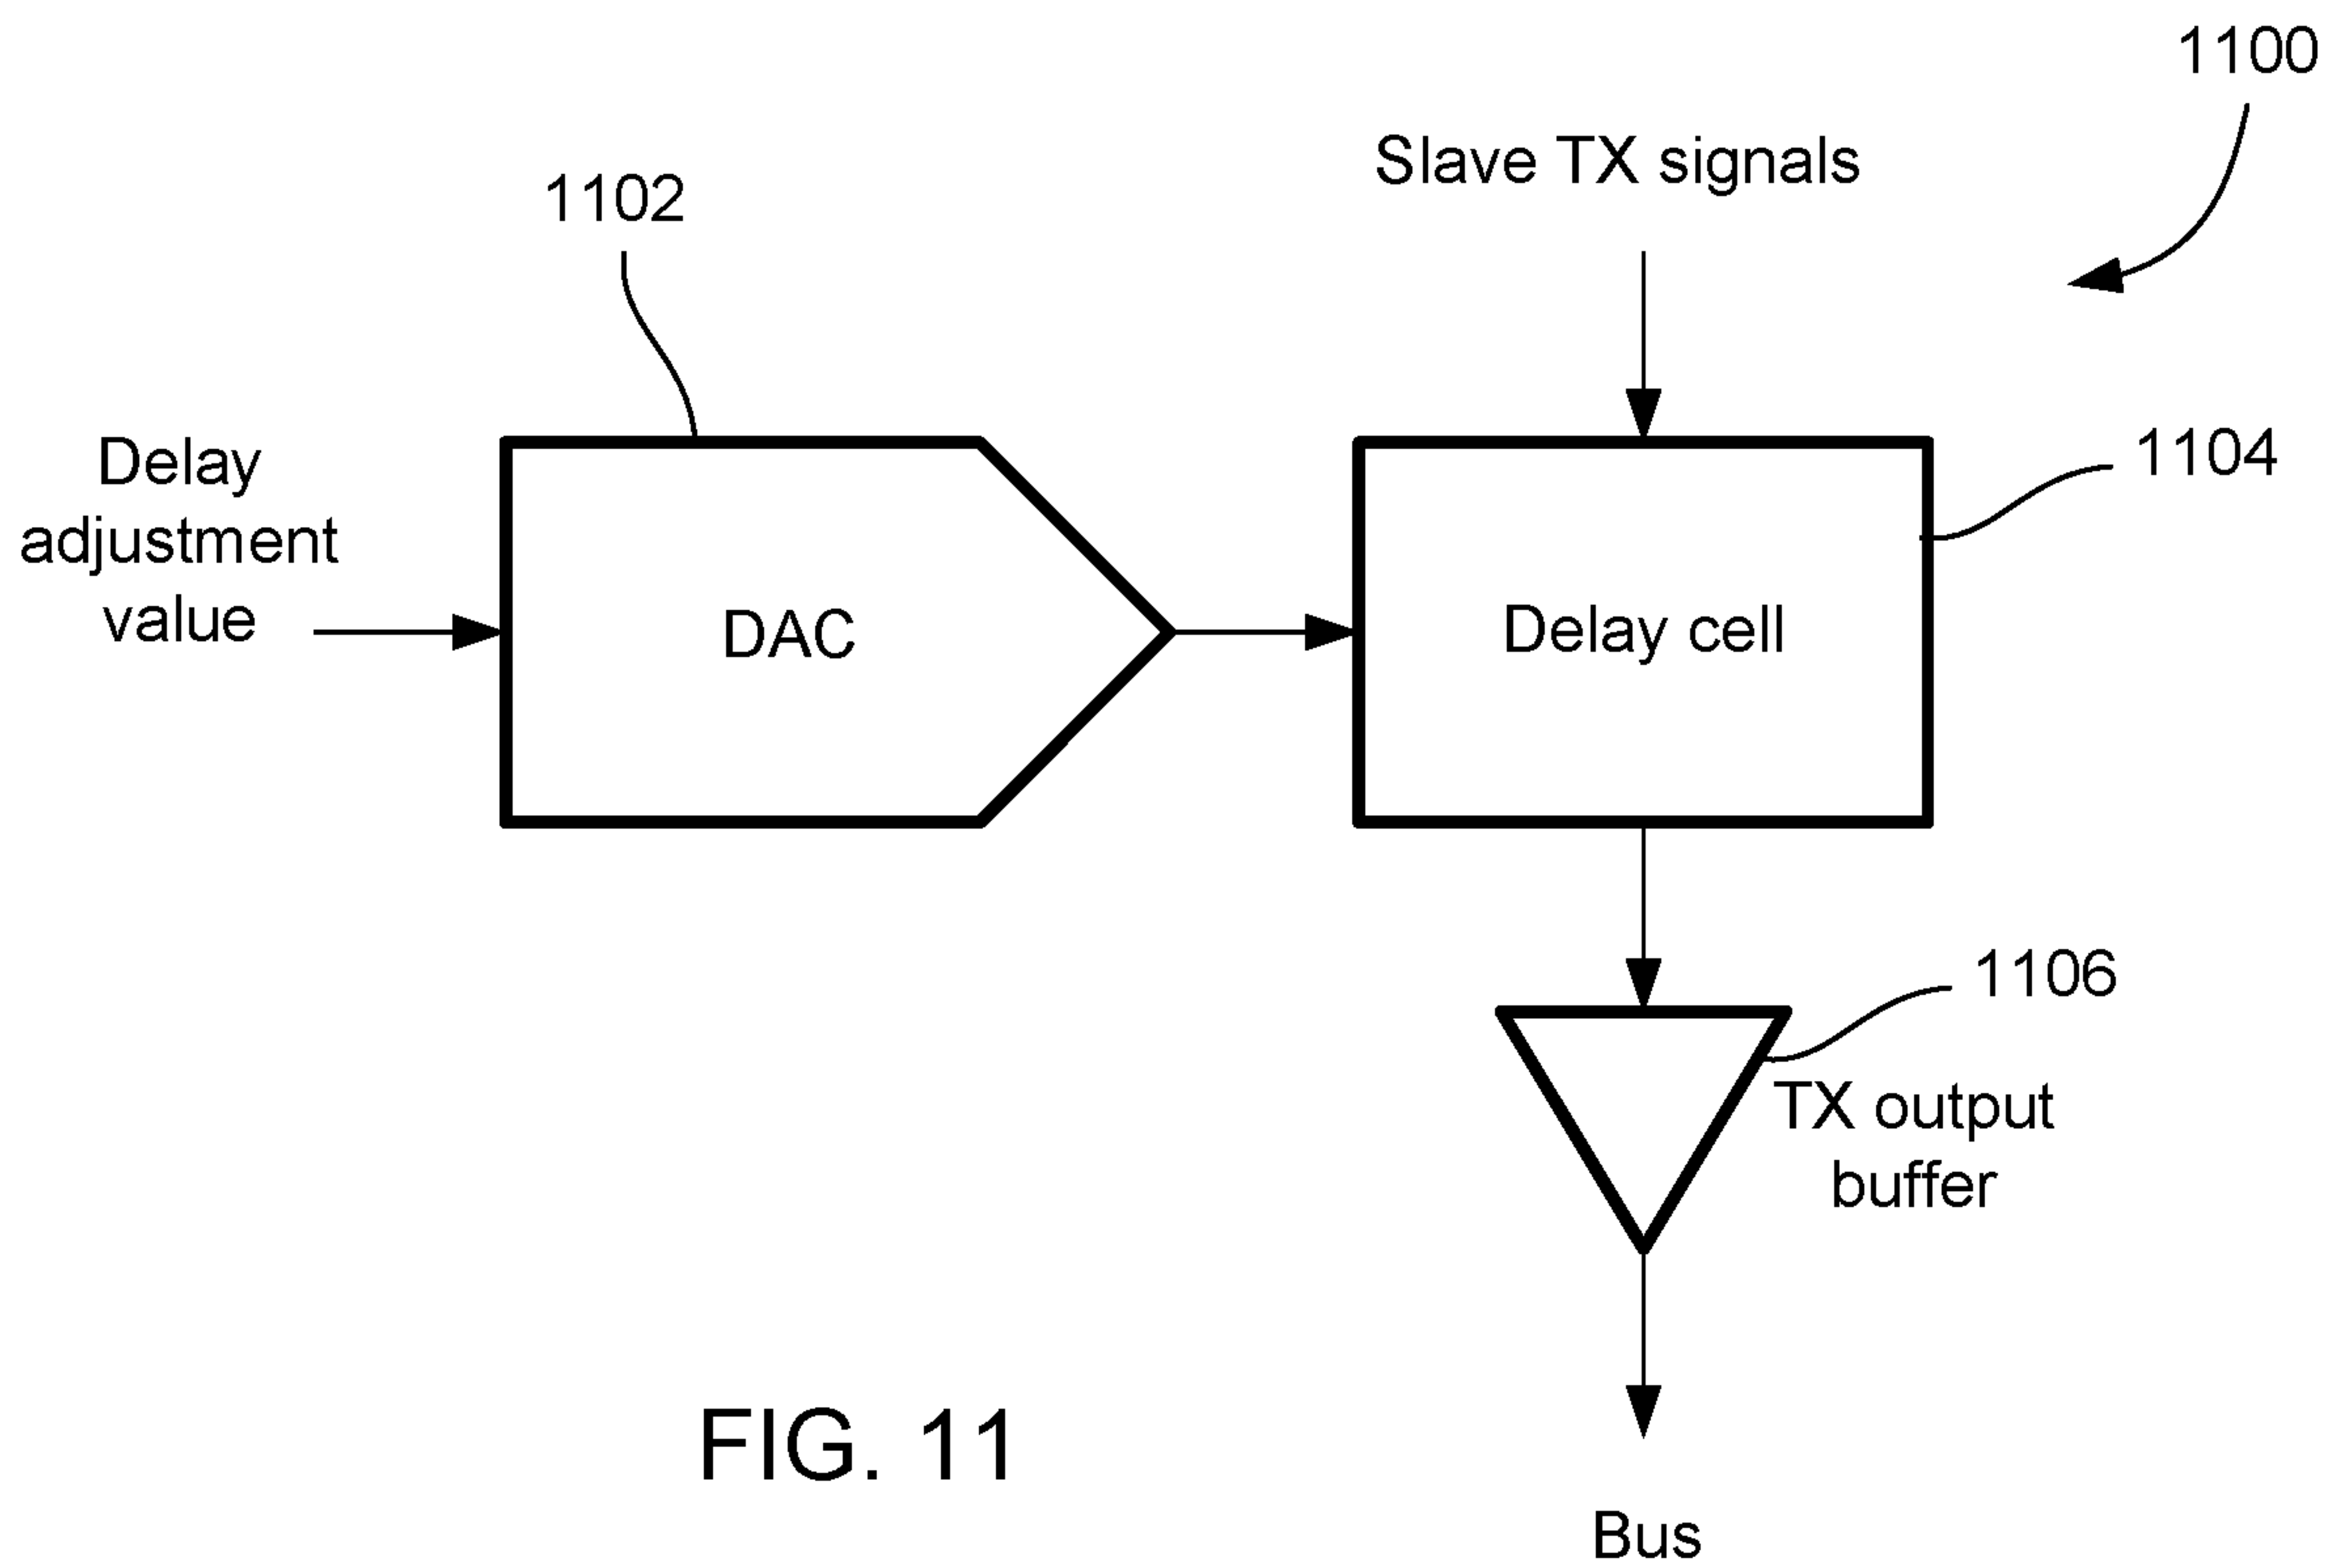 1100
Slave TX signals
1102
1104
Delay
adjustment
value
DAC
Delay cell
1106
TX output
buffer
FIG. 11
Bus